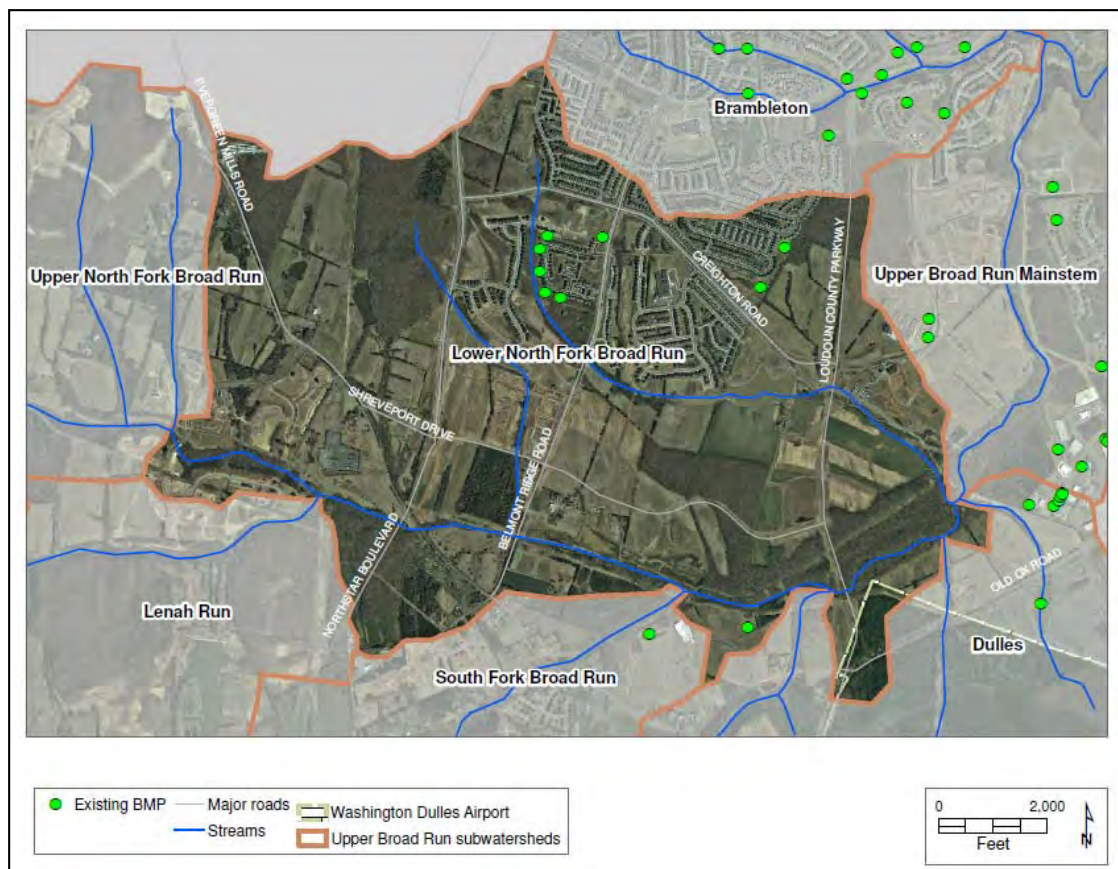 Brambleton
EVERGREEN MILLS ROAD
Upper North Fork Broad Run
CREIGHTON ROAD
LOUDOUN COUNTY PARKWAY
Upper Broad Run Mainstem
Lower North Fork Broad Run
SHREVEPORT DRIVE
BELMONT RIDGE ROAD
NORTHSTAR BOULEVARD
OLD OX ROAD
Lenah Run
Dulles
South Fork Broad Run
Existing BMP
Major roads
Streams
Washington Dulles Airport
Upper Broad Run subwatersheds
0 2,000
Feet
N